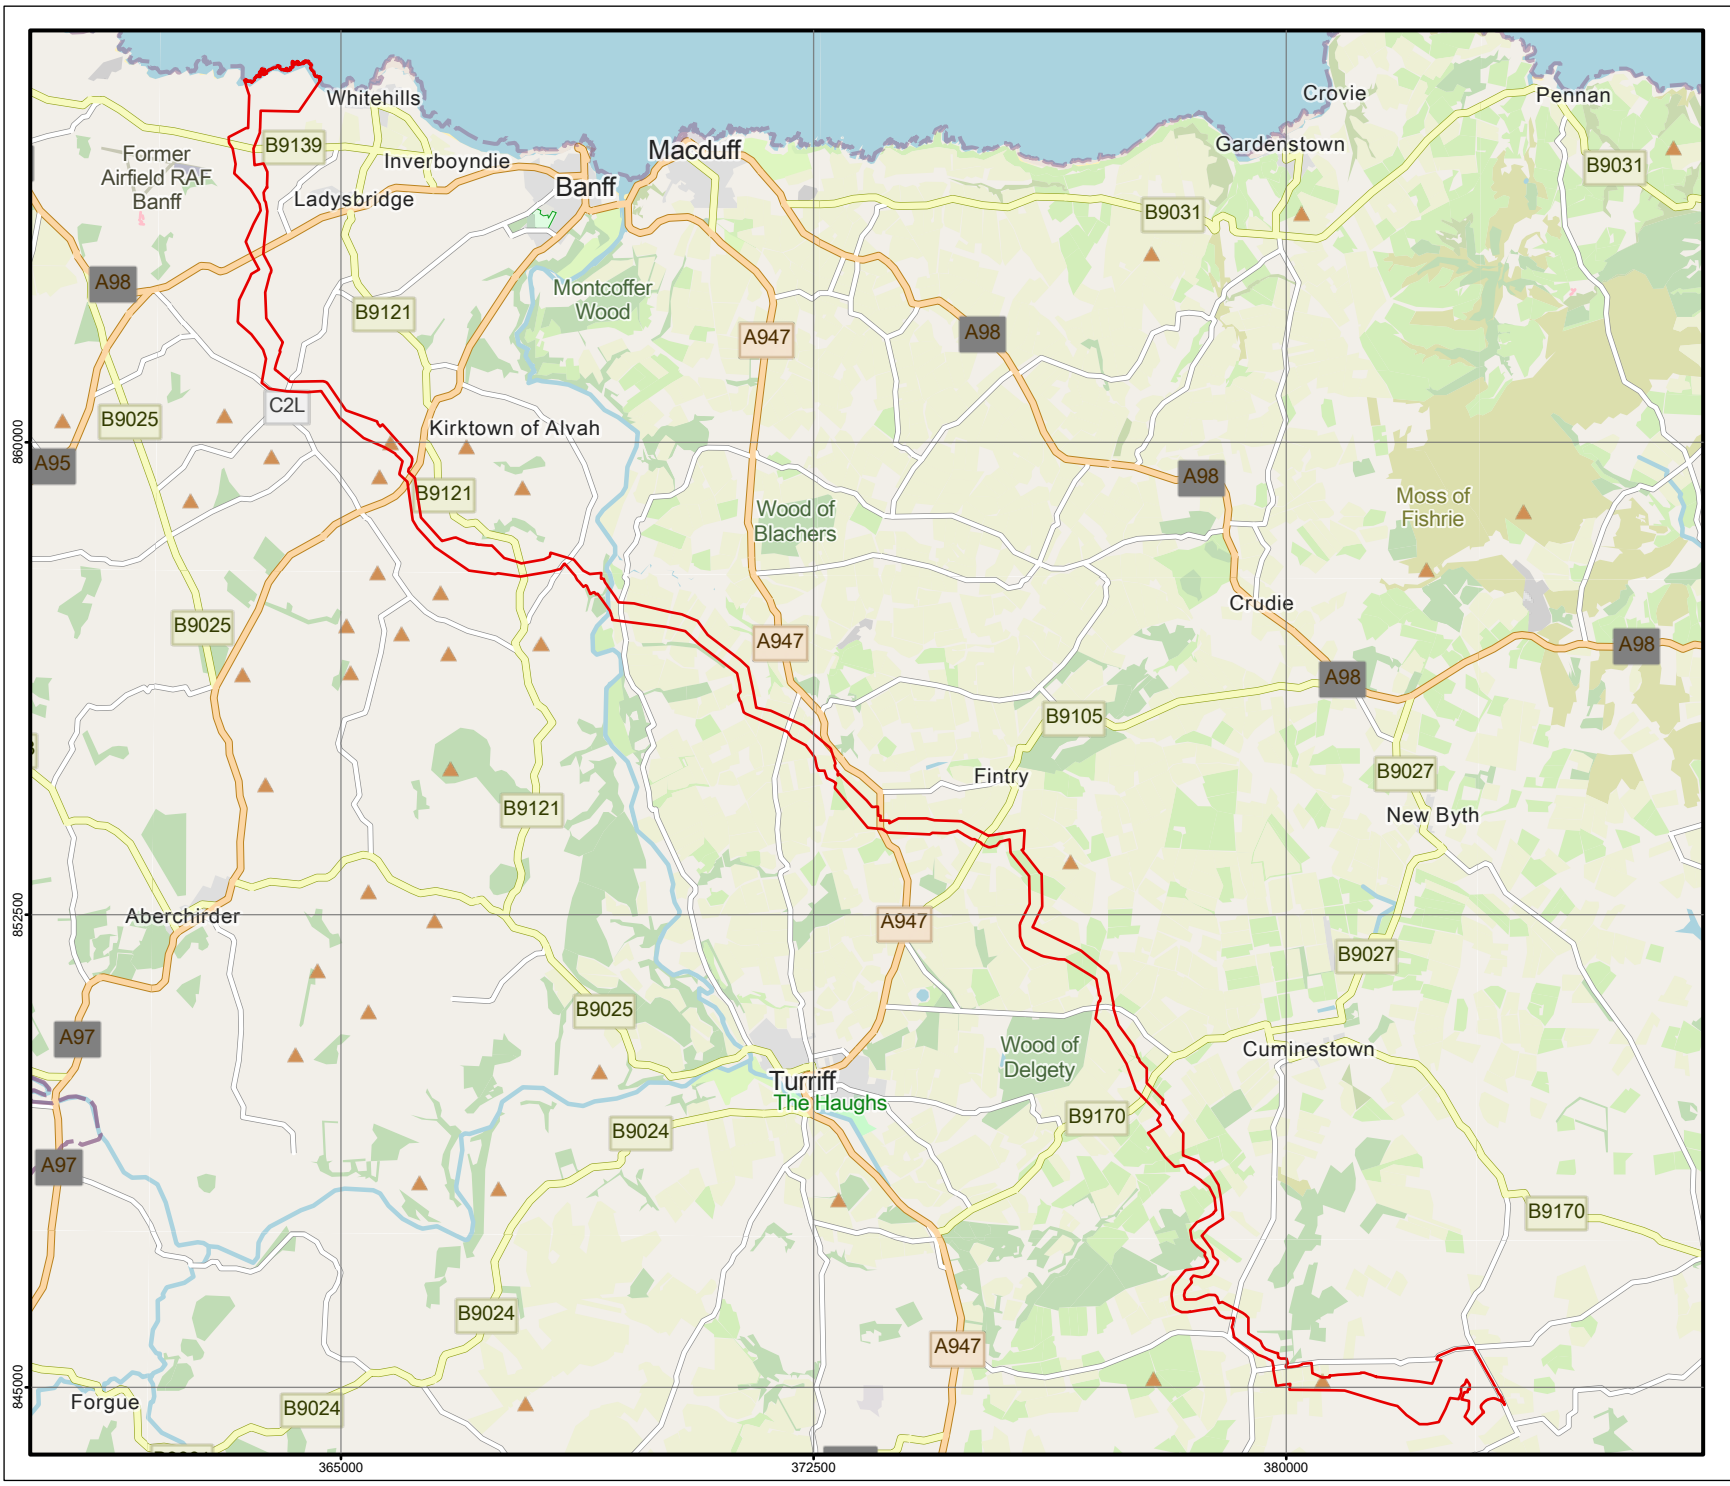 Whitehills
Crovie
Pennan
B9139
Gardenstown
Former
Airfield RAF
Banff
Inverboyndie
Macduff
B9031
Ladysbridge
Banff
B9031
A98
Montcoffer
Wood
B9121
A947
A98
C2L
B9025
Kirktown of Alvah
860000
A95
A98
B9121
Moss of
Fishrie
Wood of
Blachers
Crudie
B9025
A947
A98
A98
B9105
Fintry
B9027
B9121
New Byth
852500
Aberchirder
A947
B9027
B9025
A97
Wood of
Delgety
Cuminestown
Turriff
The Haughs
B9170
B9024
A97
B9170
B9024
A947
845000
Forgue
B9024
365000
372500
380000